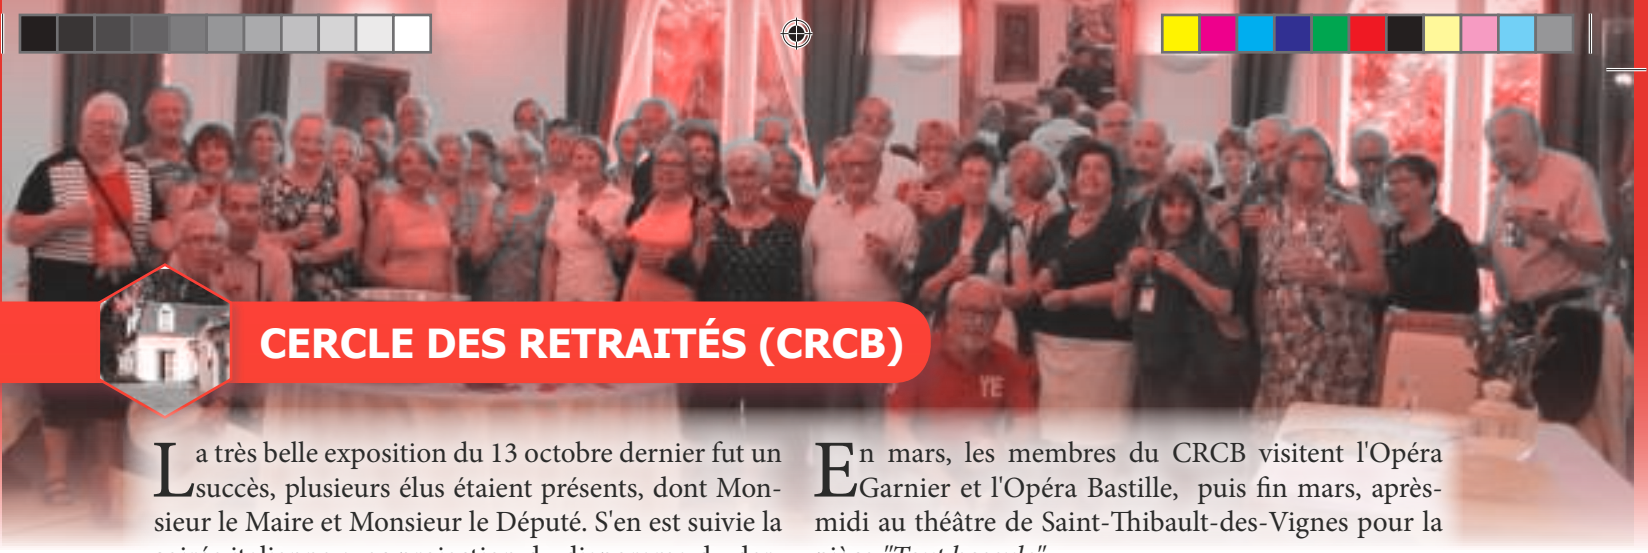 CERCLE DES RETRAITÉS (CRCB)
YE
La très belle exposition du 13 octobre dernier fut un
succès, plusieurs élus étaient présents, dont Mon-
sieur le Maire et Monsieur le Député. S'en est suivie la
En mars, les membres du CRCB visitent l'Opéra
Garnier et l'Opéra Bastille, puis fin mars, après-
midi au théâtre de Saint-Thibault-des-Vignes pour la